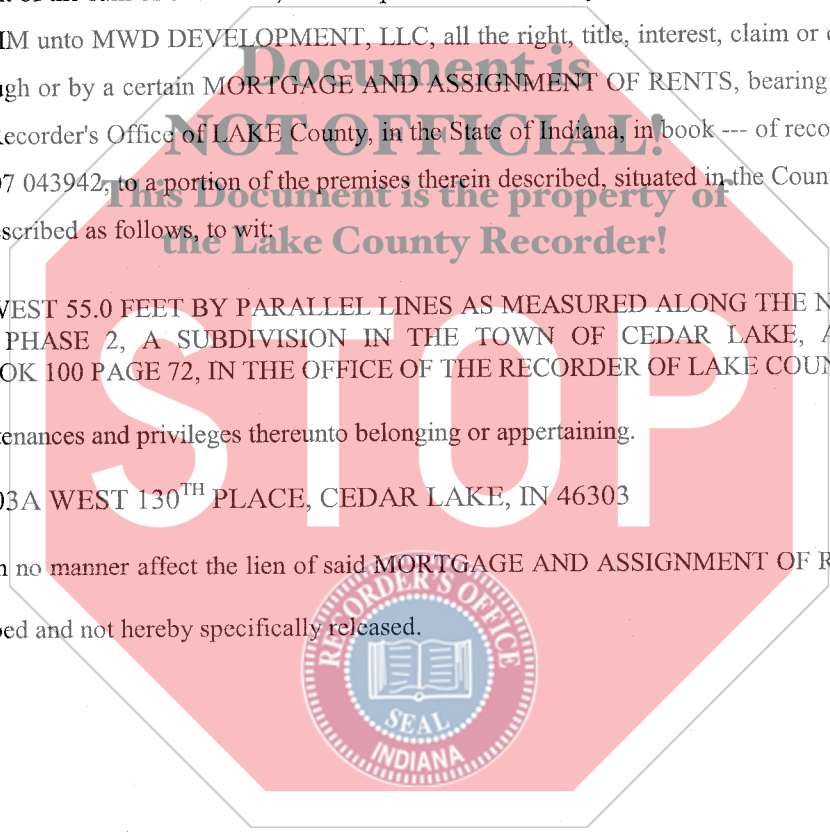 IM unto MWD DEVELOPMENT, LLC, all the right, title, interest, claim or
ugh or by a certain MORTGAGE AND ASSIGNMENT OF RENTS, bearing
Recorder's Office of LAKE County, in the State of Indiana, in book --- of reco
07 043942, to a portion of the premises therein described, situated in the Coun
scribed as follows, to wit:
Document is
NOT OFFICIAL!
This Document is the property of
the Lake County Recorder!
WEST 55.0 FEET BY PARALLEL LINES AS MEASURED ALONG THE N
PHASE 2, A SUBDIVISION IN THE TOWN OF CEDAR LAKE, A
OK 100 PAGE 72, IN THE OFFICE OF THE RECORDER OF LAKE COUN
STOP
tenances and privileges thereunto belonging or appertaining.
03A WEST 130TH PLACE, CEDAR LAKE, IN 46303
n no manner affect the lien of said MORTGAGE AND ASSIGNMENT OF R
bed and not hereby specifically released.
RECORDER'S OFFICE
SEAL
INDIANA